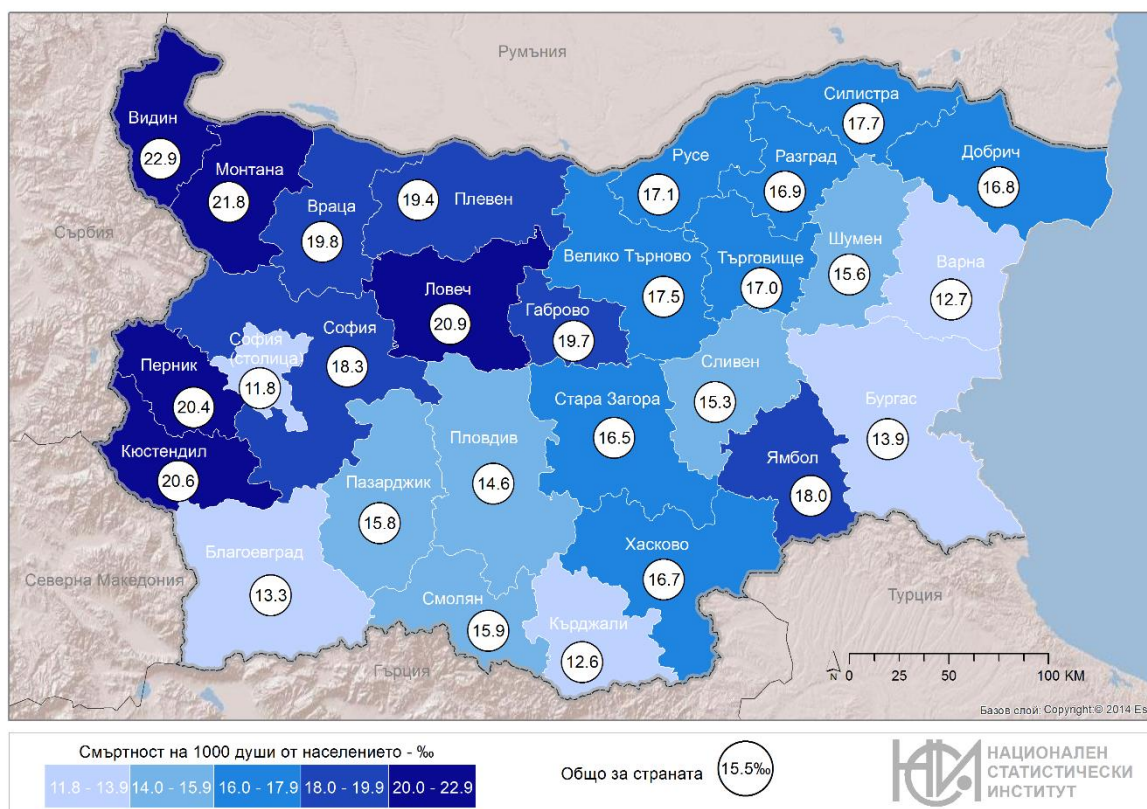 Румъния
Силистра
17.7
Видин
22.9
Монтана
21.8
Враца
19.8
19.4
Плевен
Русе
17.1
Разград
16.9
Добрич
16.8
Сърбия
Ловеч
20.9
Габрово
19.7
Велико Търново
17.5
Търговище
17.0
Шумен
15.6
Варна
12.7
София
(столица)
11.8
София
18.3
Перник
20.4
Кюстендил
20.6
Стара Загора
16.5
Сливен
15.3
Бургас
13.9
Ямбол
18.0
Пазарджик
15.8
Пловдив
14.6
Хасково
16.7
Благоевград
13.3
Северна Македония
Смолян
15.9
Кърджали
12.6
Гърция
Турция
N
0 25 50 100 KM
Базов слой: Copyright:© 2014 Es
Смъртност на 1000 души от населението - ‰
11.8 - 13.9 14.0 - 15.9 16.0 - 17.9 18.0 - 19.9 20.0 - 22.9
Общо за страната
15.5‰
НСИ
НАЦИОНАЛЕН
СТАТИСТИЧЕСКИ
ИНСТИТУТ